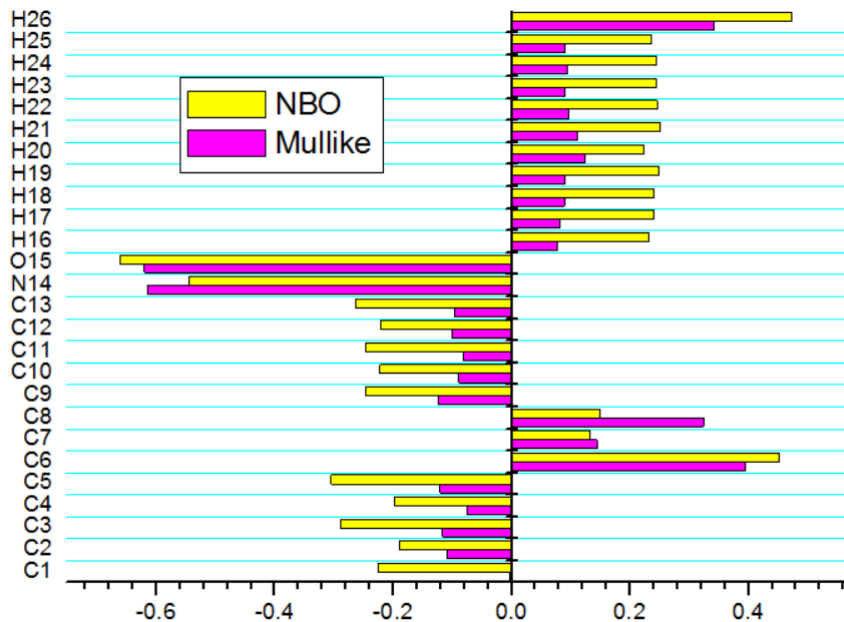 H26
H25
H24
H23
H22
H21
H20
H19
H18
H17
H16
O15
N14
C13
C12
C11
C10
C9
C8
C7
C6
C5
C4
C3
C2
C1
NBO
Mullike
-0.6 -0.4 -0.2 0.0 0.2 0.4